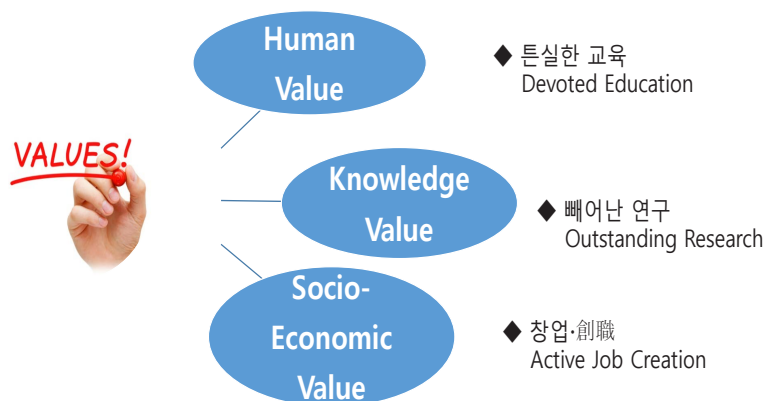 VALUES!
Human
Value
◆ 튼실한 교육
Devoted Education
Knowledge
Value
◆ 빼어난 연구
Outstanding Research
Socio-
Economic
Value
◆ 창업·創職
Active Job Creation